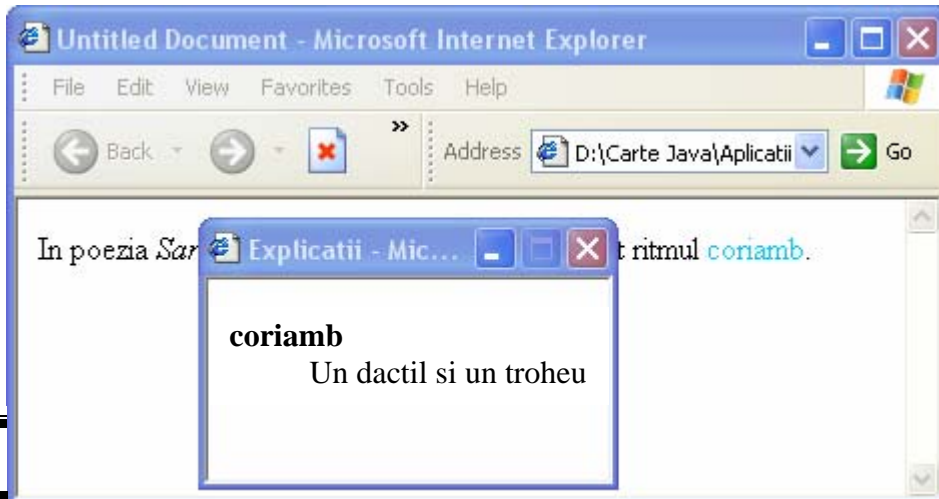 Untitled Document - Microsoft Internet Explorer
File Edit View Favorites Tools Help
Back » Address D:\Carte Java\Aplicatii Go
In poezia t ritmul coriamb.
Explicatii - Mic...
coriamb
Un dactil si un troheu